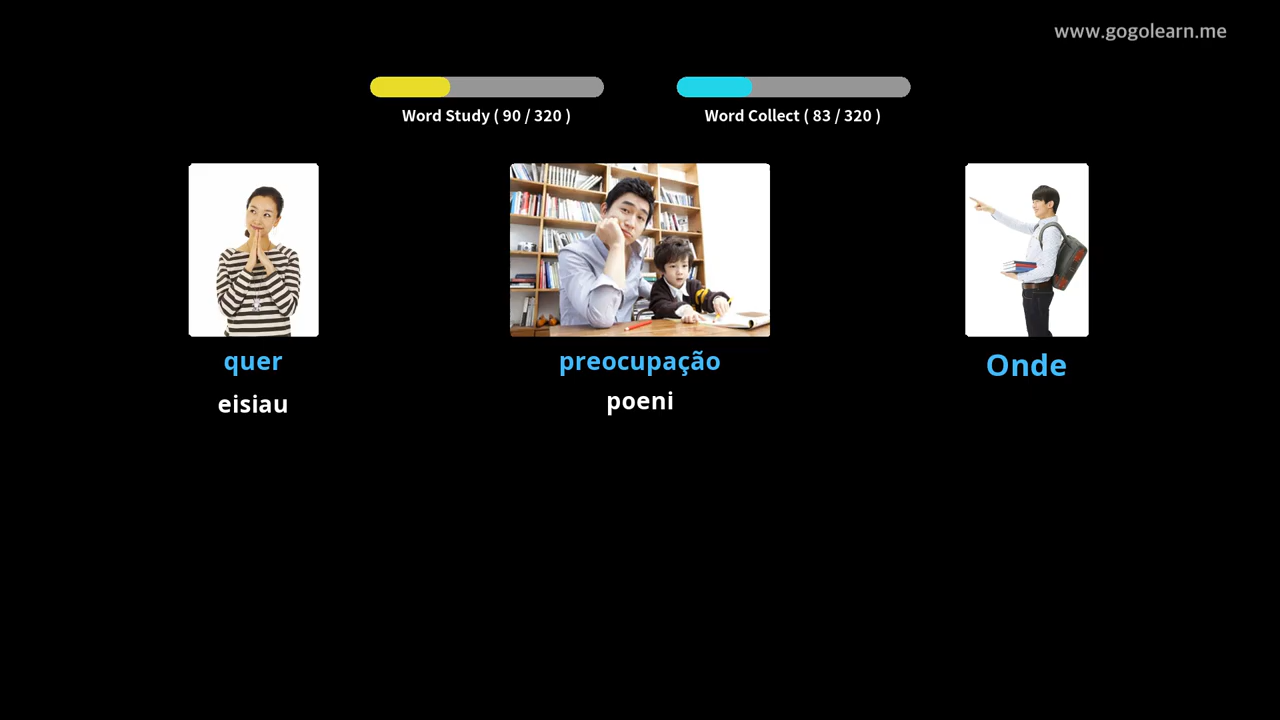 www.gogolearn.me
Word Study ( 90 / 320 )
Word Collect ( 83 / 320 )
quer
preocupação
Onde
eisiau
poeni